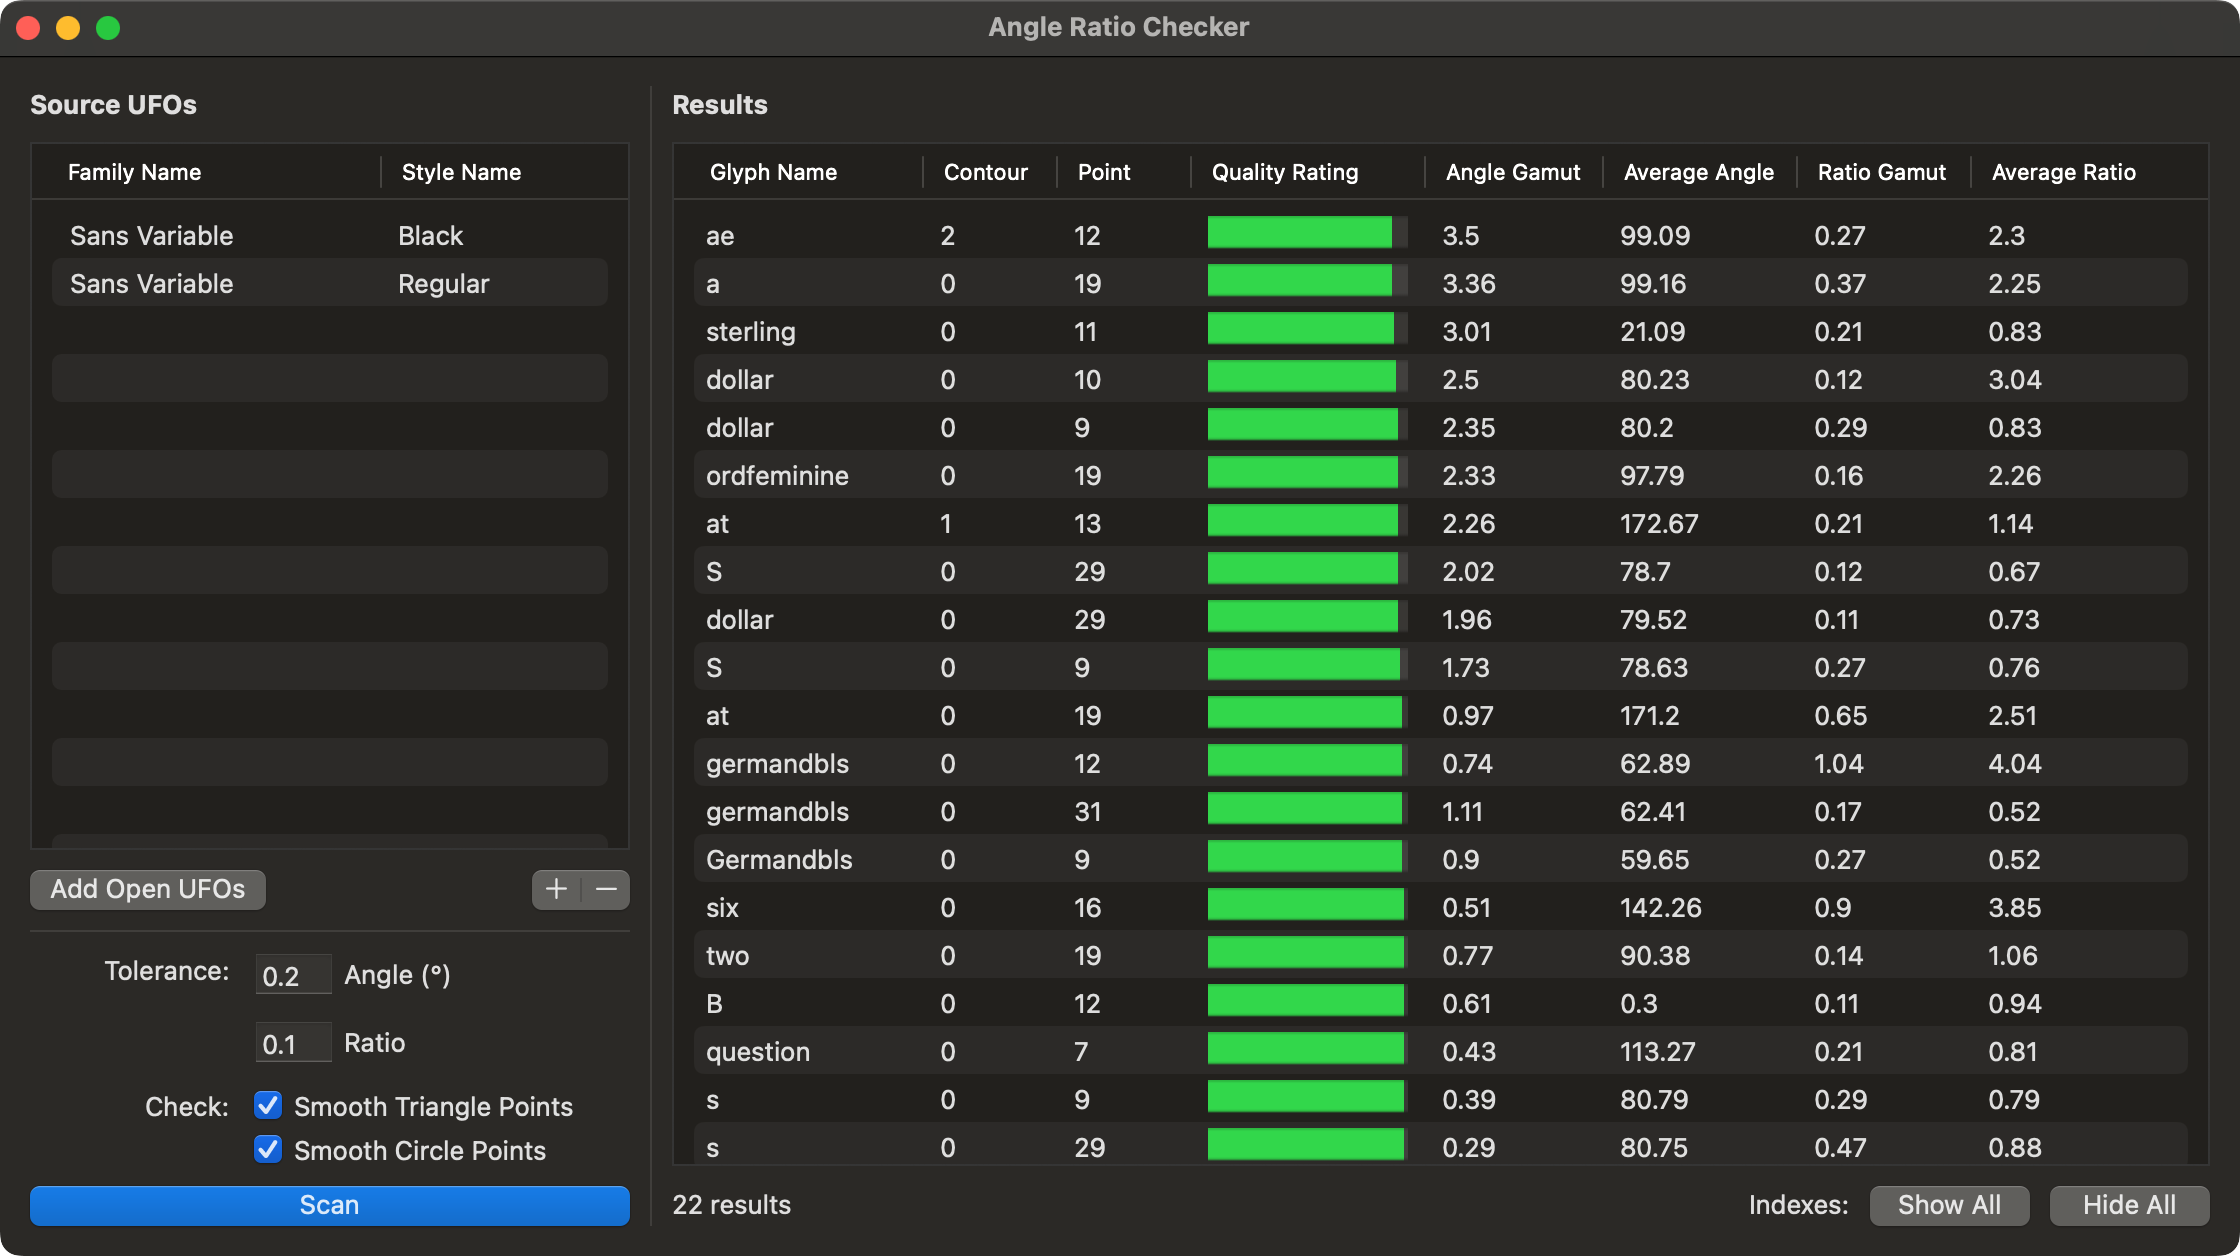 Angle Ratio Checker
Source UFOs
Family Name Style Name
Sans Variable Black
Sans Variable Regular
Add Open UFOs + −
Tolerance: 0.2 Angle (°)
0.1 Ratio
Check: Smooth Triangle Points
Smooth Circle Points
Scan
Results
Glyph Name Contour Point Quality Rating Angle Gamut Average Angle Ratio Gamut Average Ratio
ae 2 12 3.5 99.09 0.27 2.3
a 0 19 3.36 99.16 0.37 2.25
sterling 0 11 3.01 21.09 0.21 0.83
dollar 0 10 2.5 80.23 0.12 3.04
dollar 0 9 2.35 80.2 0.29 0.83
ordfeminine 0 19 2.33 97.79 0.16 2.26
at 1 13 2.26 172.67 0.21 1.14
S 0 29 2.02 78.7 0.12 0.67
dollar 0 29 1.96 79.52 0.11 0.73
S 0 9 1.73 78.63 0.27 0.76
at 0 19 0.97 171.2 0.65 2.51
germandbls 0 12 0.74 62.89 1.04 4.04
germandbls 0 31 1.11 62.41 0.17 0.52
Germandbls 0 9 0.9 59.65 0.27 0.52
six 0 16 0.51 142.26 0.9 3.85
two 0 19 0.77 90.38 0.14 1.06
B 0 12 0.61 0.3 0.11 0.94
question 0 7 0.43 113.27 0.21 0.81
s 0 9 0.39 80.79 0.29 0.79
s 0 29 0.29 80.75 0.47 0.88
22 results
Indexes: Show All Hide All